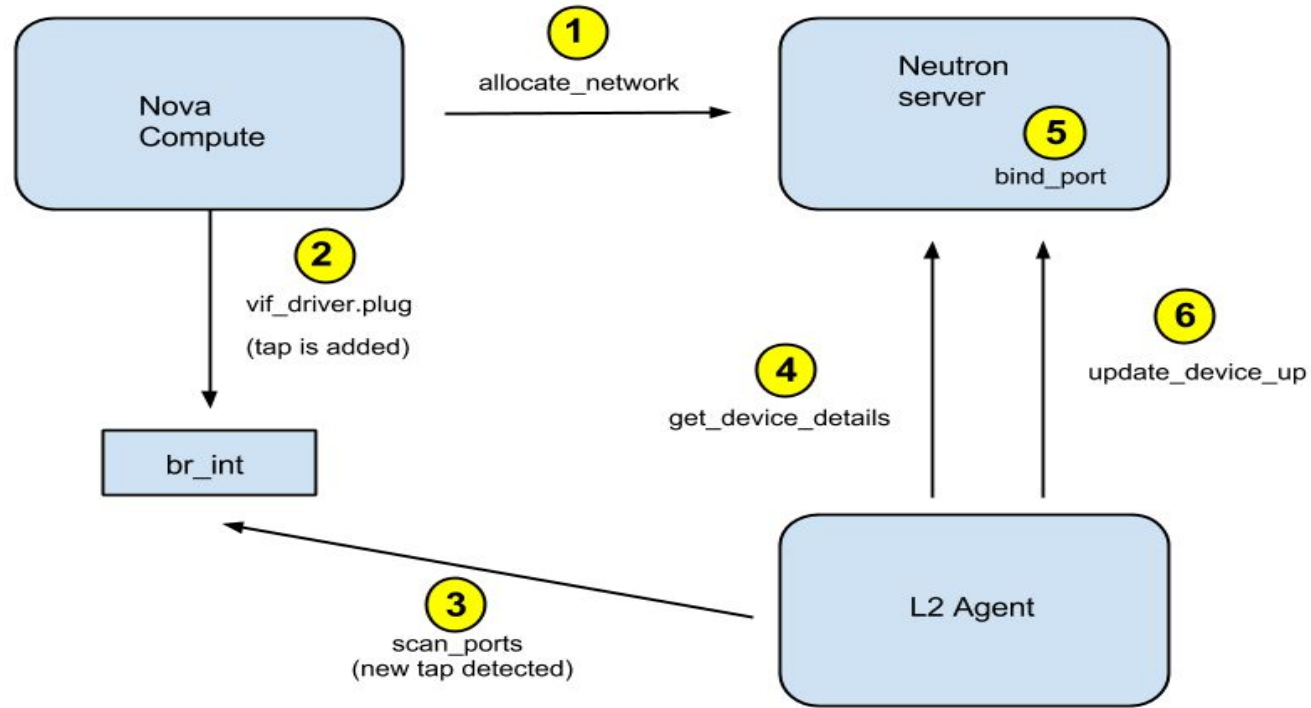 1
allocate_network
Nova
Compute
Neutron
server
5
bind_port
2
vif_driver.plug
(tap is added)
6
update_device_up
4
get_device_details
br_int
3
scan_ports
(new tap detected)
L2 Agent